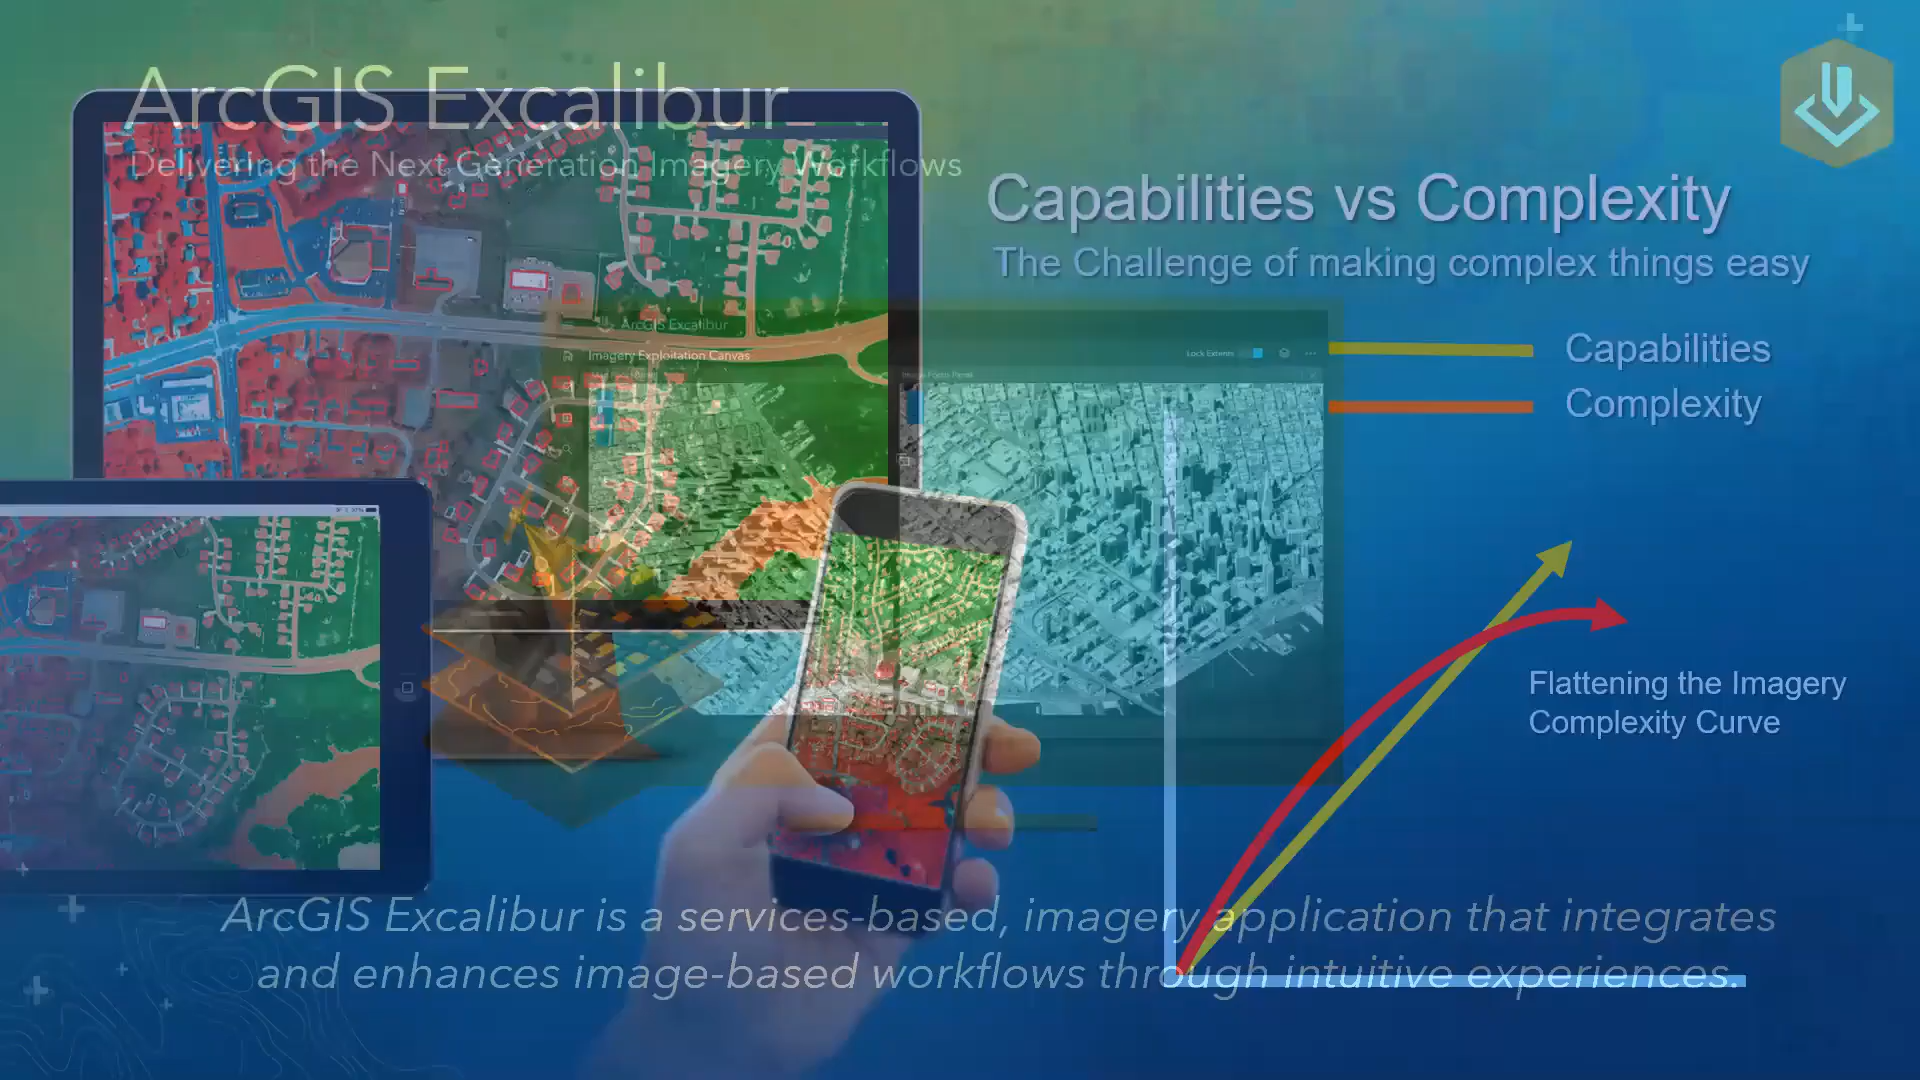 ArcGIS Excalibur
Delivering the Next Generation Imagery Workflows
Capabilities vs Complexity
The Challenge of making complex things easy
Capabilities
Complexity
ArcGIS Excalibur
Imagery Exploitation Canvas
Lock Extents
Flattening the Imagery
Complexity Curve
ArcGIS Excalibur is a services-based, imagery application that integrates
and enhances image-based workflows through intuitive experiences.